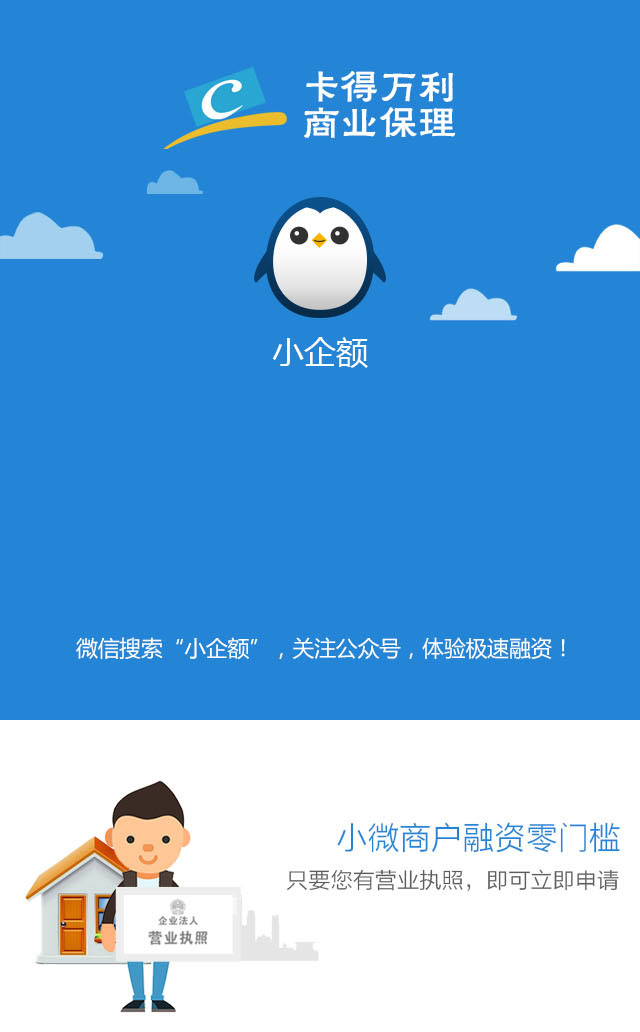 卡得万利
商业保理
小企额
微信搜索“小企额”，关注公众号，体验极速融资！
小微商户融资零门槛
只要您有营业执照，即可立即申请
企业法人
营业执照